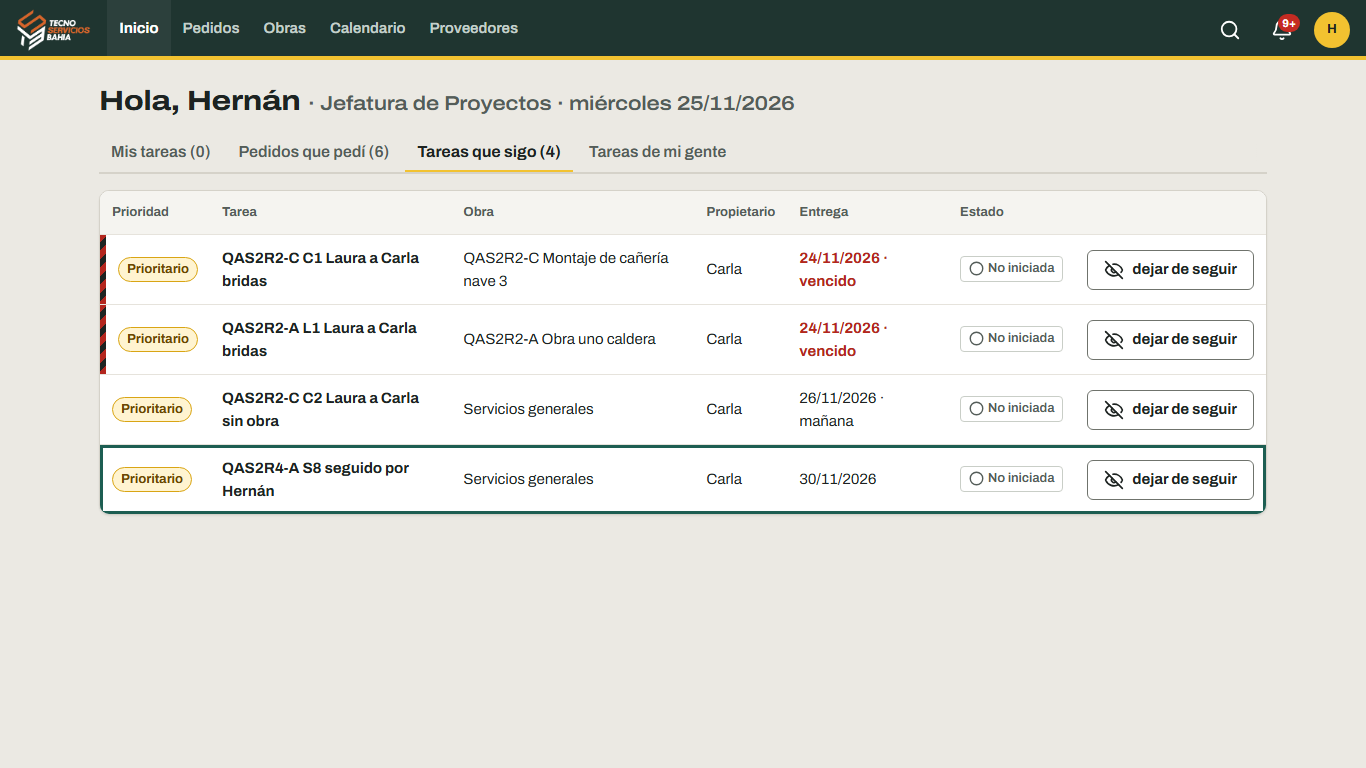 TECNO
SERVICIOS
BAHIA
Inicio
Pedidos
Obras
Calendario
Proveedores
9+
H
Hola, Hernán · Jefatura de Proyectos · miércoles 25/11/2026
Mis tareas (0)
Pedidos que pedí (6)
Tareas que sigo (4)
Tareas de mi gente
Prioridad
Tarea
Obra
Propietario
Entrega
Estado
Prioritario
QAS2R2-C C1 Laura a Carla
bridas
QAS2R2-C Montaje de cañería
nave 3
Carla
24/11/2026 ·
vencido
No iniciada
dejar de seguir
Prioritario
QAS2R2-A L1 Laura a Carla
bridas
QAS2R2-A Obra uno caldera
Carla
24/11/2026 ·
vencido
No iniciada
dejar de seguir
Prioritario
QAS2R2-C C2 Laura a Carla
sin obra
Servicios generales
Carla
26/11/2026 ·
mañana
No iniciada
dejar de seguir
Prioritario
QAS2R4-A S8 seguido por
Hernán
Servicios generales
Carla
30/11/2026
No iniciada
dejar de seguir